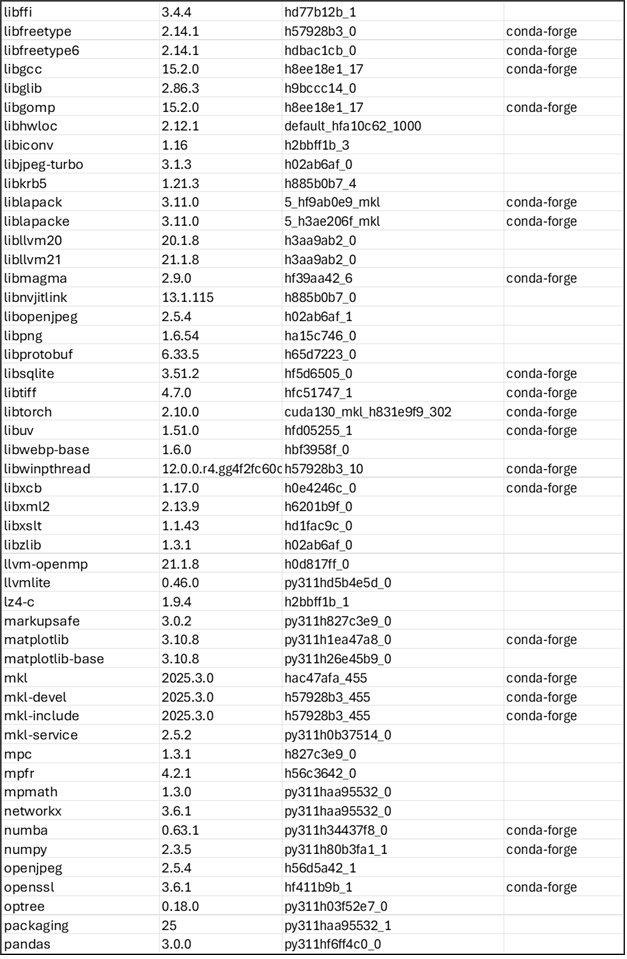 libffi 3.4.4 hd77b12b_1
libfreetype 2.14.1 h57928b3_0 conda-forge
libfreetype6 2.14.1 hdbac1cb_0 conda-forge
libgcc 15.2.0 h8ee18e1_17 conda-forge
libglib 2.86.3 h9bccc14_0
libgomp 15.2.0 h8ee18e1_17 conda-forge
libhwloc 2.12.1 default_hfa10c62_1000
libiconv 1.16 h2bbff1b_3
libjpeg-turbo 3.1.3 h02ab6af_0
libkrb5 1.21.3 h885b0b7_4
liblapack 3.11.0 5_hf9ab0e9_mkl conda-forge
liblapacke 3.11.0 5_h3ae206f_mkl conda-forge
libllvm20 20.1.8 h3aa9ab2_0
libllvm21 21.1.8 h3aa9ab2_0
libmagma 2.9.0 hf39aa42_6 conda-forge
libnvjitlink 13.1.115 h885b0b7_0
libopenjpeg 2.5.4 h02ab6af_1
libpng 1.6.54 ha15c746_0
libprotobuf 6.33.5 h65d7223_0
libsqlite 3.51.2 hf5d6505_0 conda-forge
libtiff 4.7.0 hfc51747_1 conda-forge
libtorch 2.10.0 cuda130_mkl_h831e9f9_302 conda-forge
libuv 1.51.0 hfd05255_1 conda-forge
libwebp-base 1.6.0 hbf3958f_0
libwinpthread 12.0.0.r4.gg4f2fc60c h57928b3_10 conda-forge
libxcb 1.17.0 h0e4246c_0 conda-forge
libxml2 2.13.9 h6201b9f_0
libxslt 1.1.43 hd1fac9c_0
libzlib 1.3.1 h02ab6af_0
llvm-openmp 21.1.8 h0d817ff_0
llvmlite 0.46.0 py311hd5b4e5d_0
lz4-c 1.9.4 h2bbff1b_1
markupsafe 3.0.2 py311h827c3e9_0
matplotlib 3.10.8 py311h1ea47a8_0 conda-forge
matplotlib-base 3.10.8 py311h26e45b9_0
mkl 2025.3.0 hac47afa_455 conda-forge
mkl-devel 2025.3.0 h57928b3_455 conda-forge
mkl-include 2025.3.0 h57928b3_455 conda-forge
mkl-service 2.5.2 py311h0b37514_0
mpc 1.3.1 h827c3e9_0
mpfr 4.2.1 h56c3642_0
mpmath 1.3.0 py311haa95532_0
networkx 3.6.1 py311haa95532_0
numba 0.63.1 py311h34437f8_0 conda-forge
numpy 2.3.5 py311h80b3fa1_1 conda-forge
openjpeg 2.5.4 h56d5a42_1
openssl 3.6.1 hf411b9b_1 conda-forge
optree 0.18.0 py311h03f52e7_0
packaging 25 py311haa95532_1
pandas 3.0.0 py311hf6ff4c0_0